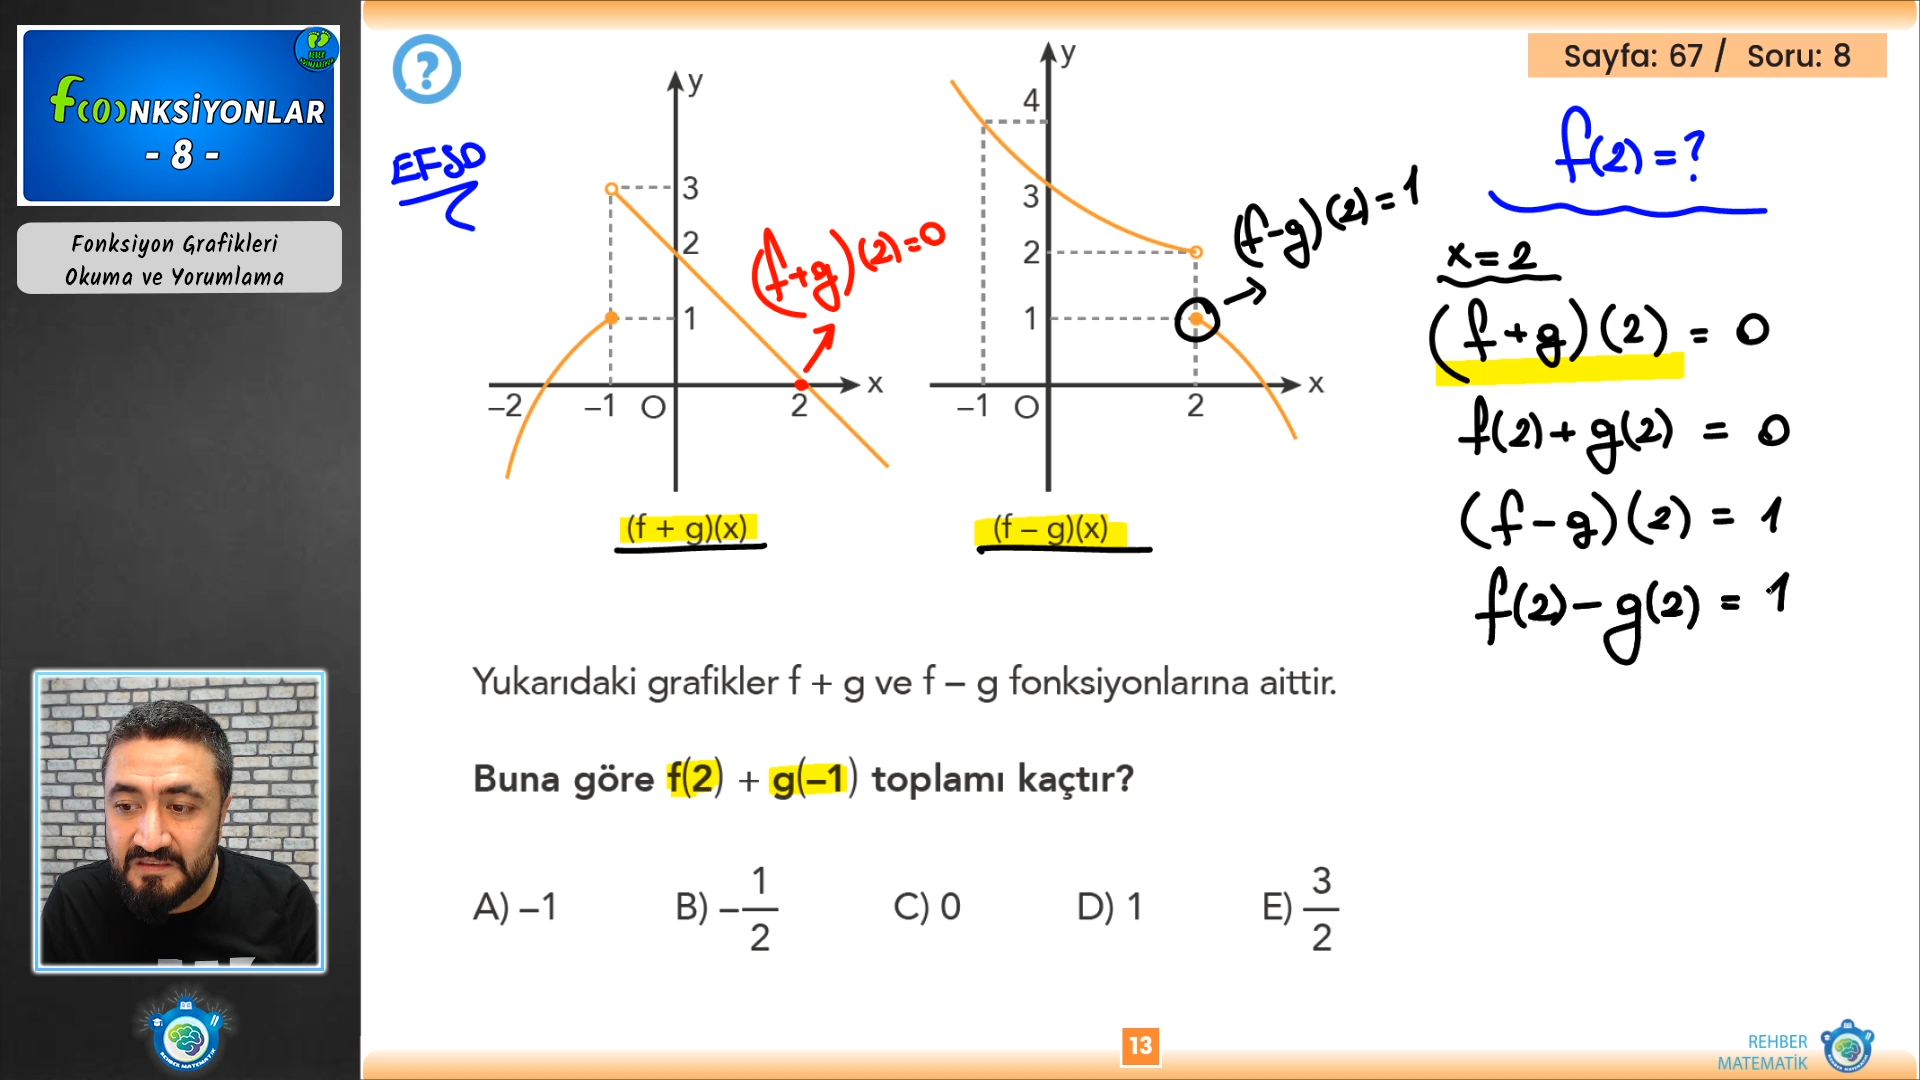 f(0)NKSİYONLAR
- 8 -
Fonksiyon Grafikleri
Okuma ve Yorumlama
EFSO
Sayfa: 67 / Soru: 8
y
3
2
1
-2
-1
O
2
x
(f+g)(2)=0
(f + g)(x)
y
4
3
2
1
-1
O
2
x
(f-g)(2)=1
(f – g)(x)
f(2)=?
x=2
(f+g)(2) = 0
f(2)+g(2) = 0
(f-g)(2) = 1
f(2)-g(2) = 1
Yukarıdaki grafikler f + g ve f – g fonksiyonlarına aittir.
Buna göre f(2) + g(–1) toplamı kaçtır?
A) –1 B) –1/2 C) 0 D) 1 E) 3/2
13
REHBER
MATEMATİK
REHBER MATEMATİK